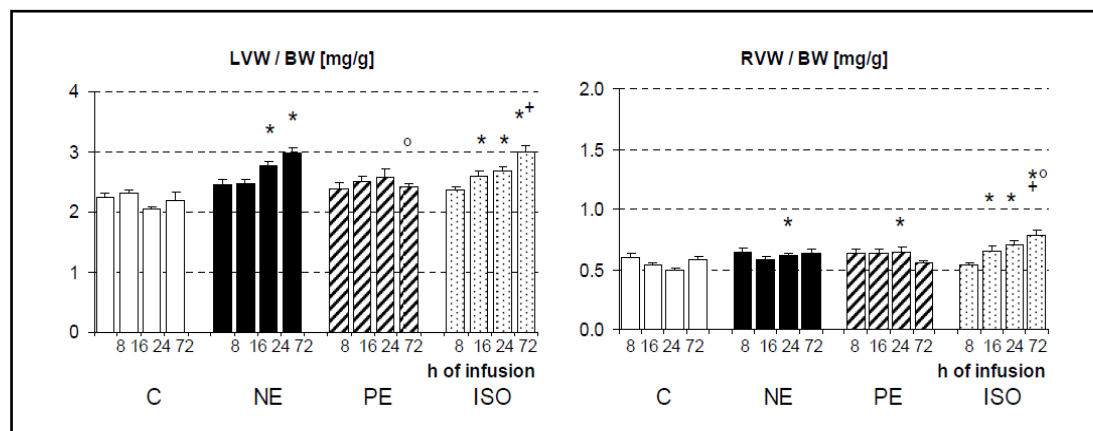 LVW / BW [mg/g]
4
3
2
1
0
* *
o
* * *+
8 16 24 72 8 16 24 72 8 16 24 72 8 16 24 72
h of infusion
C NE PE ISO
RVW / BW [mg/g]
2.0
1.5
1.0
0.5
0.0
*
*
* * *o
+
8 16 24 72 8 16 24 72 8 16 24 72 8 16 24 72
h of infusion
C NE PE ISO